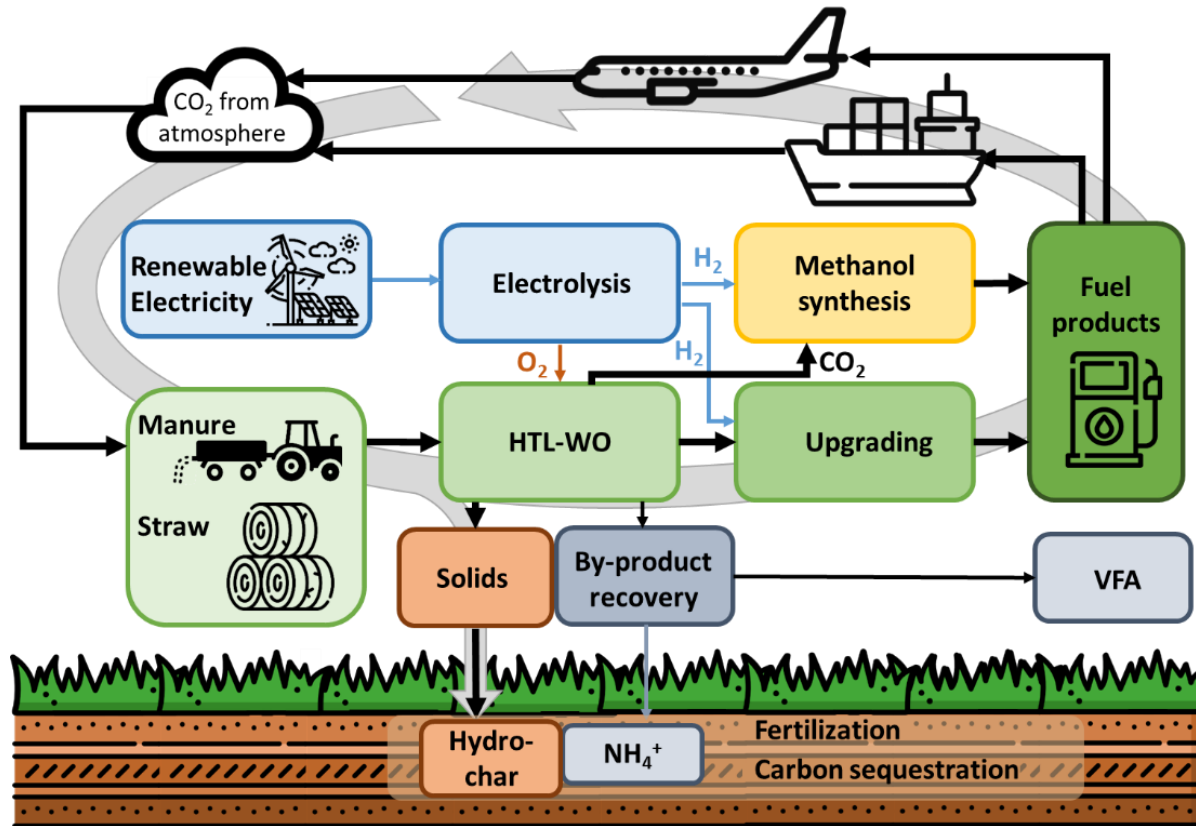 CO₂ from
atmosphere
Renewable
Electricity
Electrolysis
H₂
Methanol
synthesis
Fuel
products
H₂
O₂
CO₂
Manure
Straw
HTL-WO
Upgrading
Solids
By-product
recovery
VFA
Hydro-
char
NH₄⁺
Fertilization
Carbon sequestration